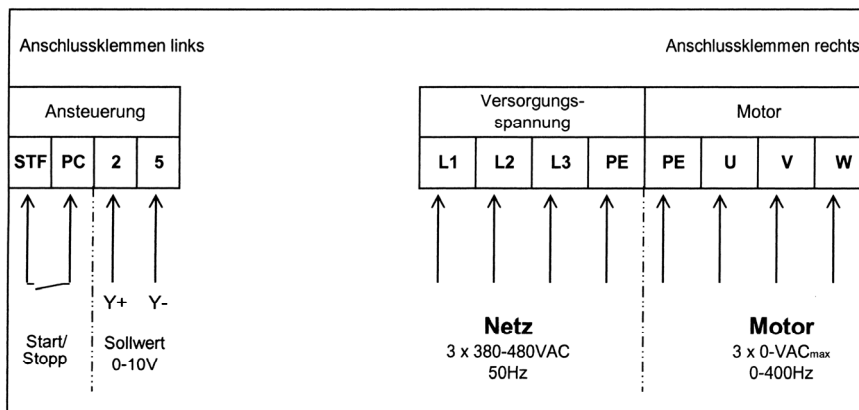 Anschlussklemmen links
Anschlussklemmen rechts
Ansteuerung
Versorgungs-
spannung
Motor
STF PC 2 5
L1 L2 L3 PE PE U V W
Y+ Y-
Start/
Stopp
Sollwert
0-10V
Netz
3 x 380-480VAC
50Hz
Motor
3 x 0-VACmax
0-400Hz